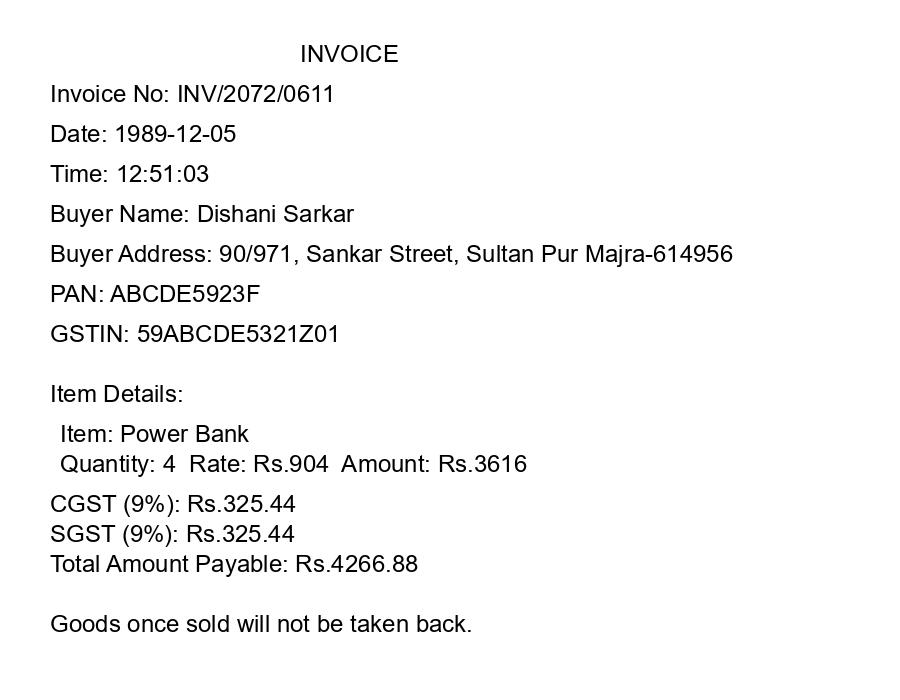 INVOICE
Invoice No: INV/2072/0611
Date: 1989-12-05
Time: 12:51:03
Buyer Name: Dishani Sarkar
Buyer Address: 90/971, Sankar Street, Sultan Pur Majra-614956
PAN: ABCDE5923F
GSTIN: 59ABCDE5321Z01
Item Details:
Item: Power Bank
Quantity: 4  Rate: Rs.904  Amount: Rs.3616
CGST (9%): Rs.325.44
SGST (9%): Rs.325.44
Total Amount Payable: Rs.4266.88
Goods once sold will not be taken back.